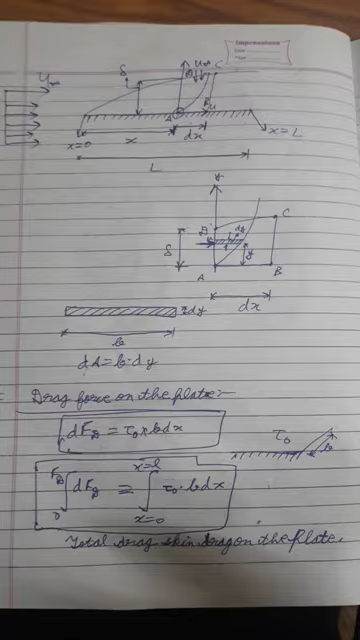 U∞
δ
U∞ C
A
B U
x=0
x
dx
x=L
L
D
C
dy
δ
y
A
B
dx
dy
b
dA = b·dy
Drag force on the plate:-
dF_D = τ₀ × b dx
τ₀
b
F_D x=L
∫ dF_D = ∫ τ₀·b dx
0 x=0
Total drag skin drag on the Plate.